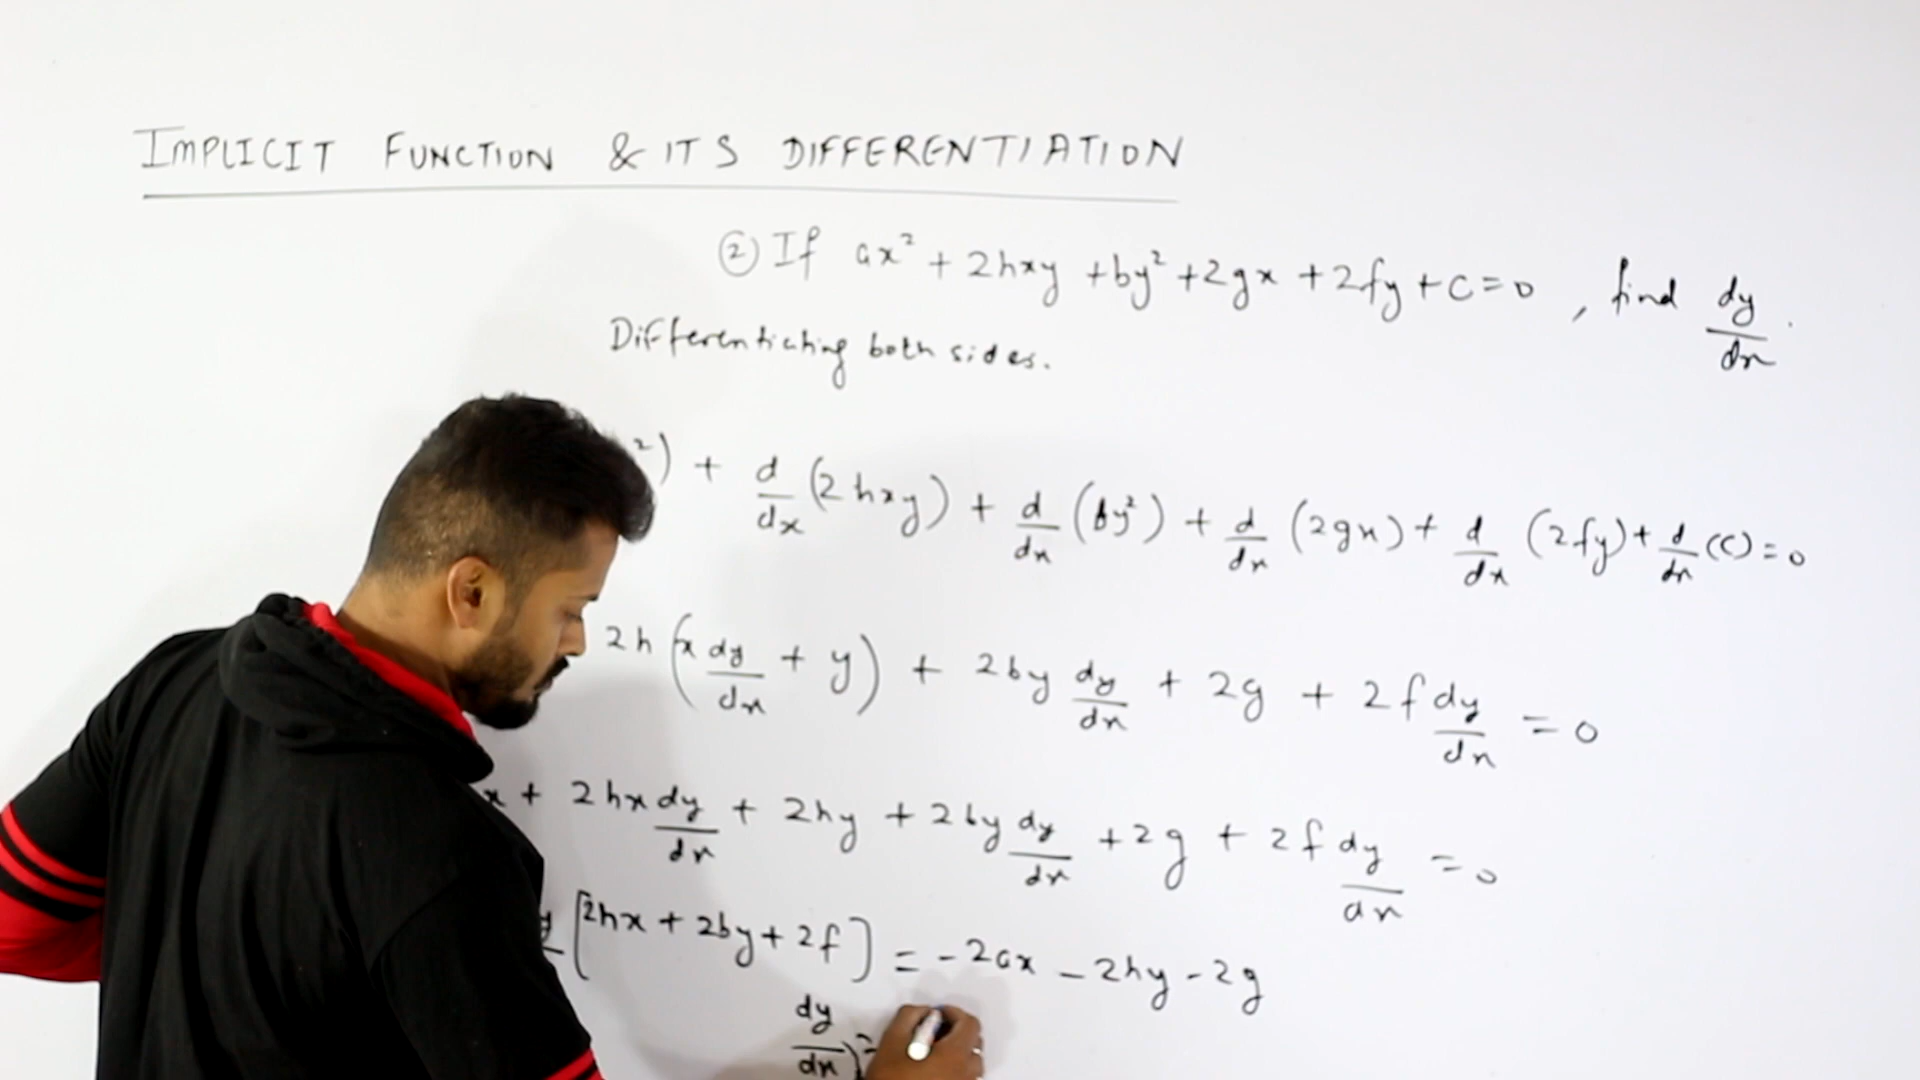 IMPLICIT FUNCTION & ITS DIFFERENTIATION
② If ax² + 2hxy + by² + 2gx + 2fy + c = 0 , find dy/dx .
Differentiating both sides.
²) + d/dx (2hxy) + d/dx (by²) + d/dx (2gx) + d/dx (2fy) + d/dx (c) = 0
2h (x dy/dx + y) + 2by dy/dx + 2g + 2f dy/dx = 0
x + 2hx dy/dx + 2hy + 2by dy/dx + 2g + 2f dy/dx = 0
[2hx + 2by + 2f] = -2ax - 2hy - 2g
dy/dx =